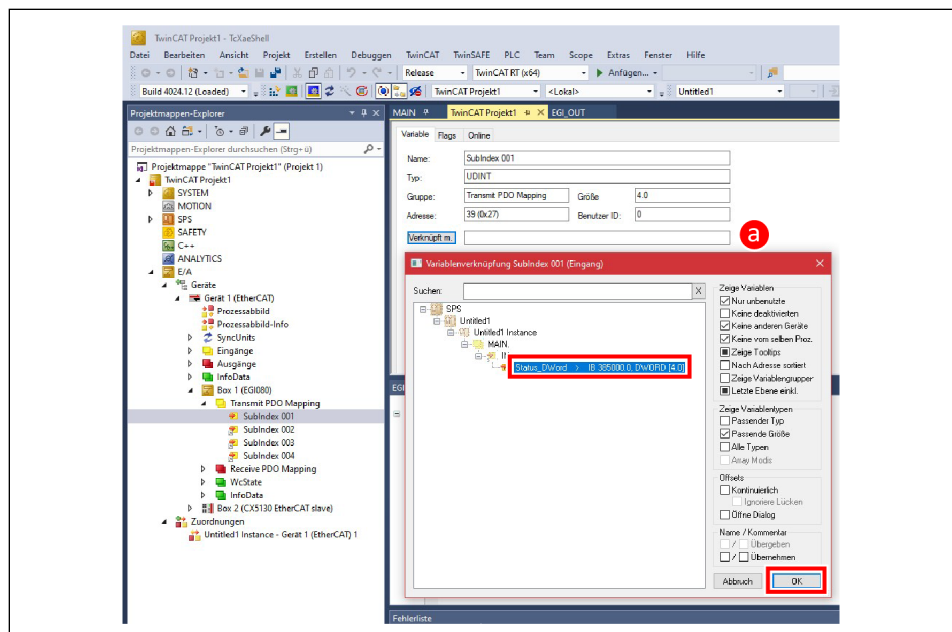 TwinCAT Projekt1 - TcXaeShell
Datei Bearbeiten Ansicht Projekt Erstellen Debuggen TwinCAT TwinSAFE PLC Team Scope Extras Fenster Hilfe
Release TwinCAT RT (x64) Anfügen...
Build 4024.12 (Loaded) TwinCAT Projekt1 <Lokal> Untitled1
Projektmappen-Explorer
Projektmappen-Explorer durchsuchen (Strg+ü)
Projektmappe "TwinCAT Projekt1" (Projekt 1)
TwinCAT Projekt1
SYSTEM
MOTION
SPS
SAFETY
C++
ANALYTICS
E/A
Geräte
Gerät 1 (EtherCAT)
Prozessabbild
Prozessabbild-Info
SyncUnits
Eingänge
Ausgänge
InfoData
Box 1 (EGI080)
Transmit PDO Mapping
SubIndex 001
SubIndex 002
SubIndex 003
SubIndex 004
Receive PDO Mapping
WcState
InfoData
Box 2 (CX5130 EtherCAT slave)
Zuordnungen
Untitled1 Instance - Gerät 1 (EtherCAT) 1
MAIN TwinCAT Projekt1 EGI_OUT
Variable Flags Online
Name: SubIndex 001
Typ: UDINT
Gruppe: Transmit PDO Mapping Größe 4.0
Adresse: 39 (0x27) Benutzer ID: 0
Verknüpft m.
a
Variablenverknüpfung SubIndex 001 (Eingang)
Suchen: X
SPS
Untitled1
Untitled1 Instance
MAIN.
Status_DWord > IB 385000.0, DWORD [4.0]
Zeige Variablen
Nur unbenutzte
Keine deaktivierten
Keine anderen Geräte
Keine vom selben Proz.
Zeige Tooltips
Nach Adresse sortiert
Zeige Variablengrupper
Letzte Ebene einkl.
Zeige Variablentypen
Passender Typ
Passende Größe
Alle Typen
Array Modis
Offsets
Kontinuierlich
Ignoriere Lücken
Öffne Dialog
Name / Kommentar
/ Übergeben
/ Übernehmen
Abbruch OK
Fehlerliste